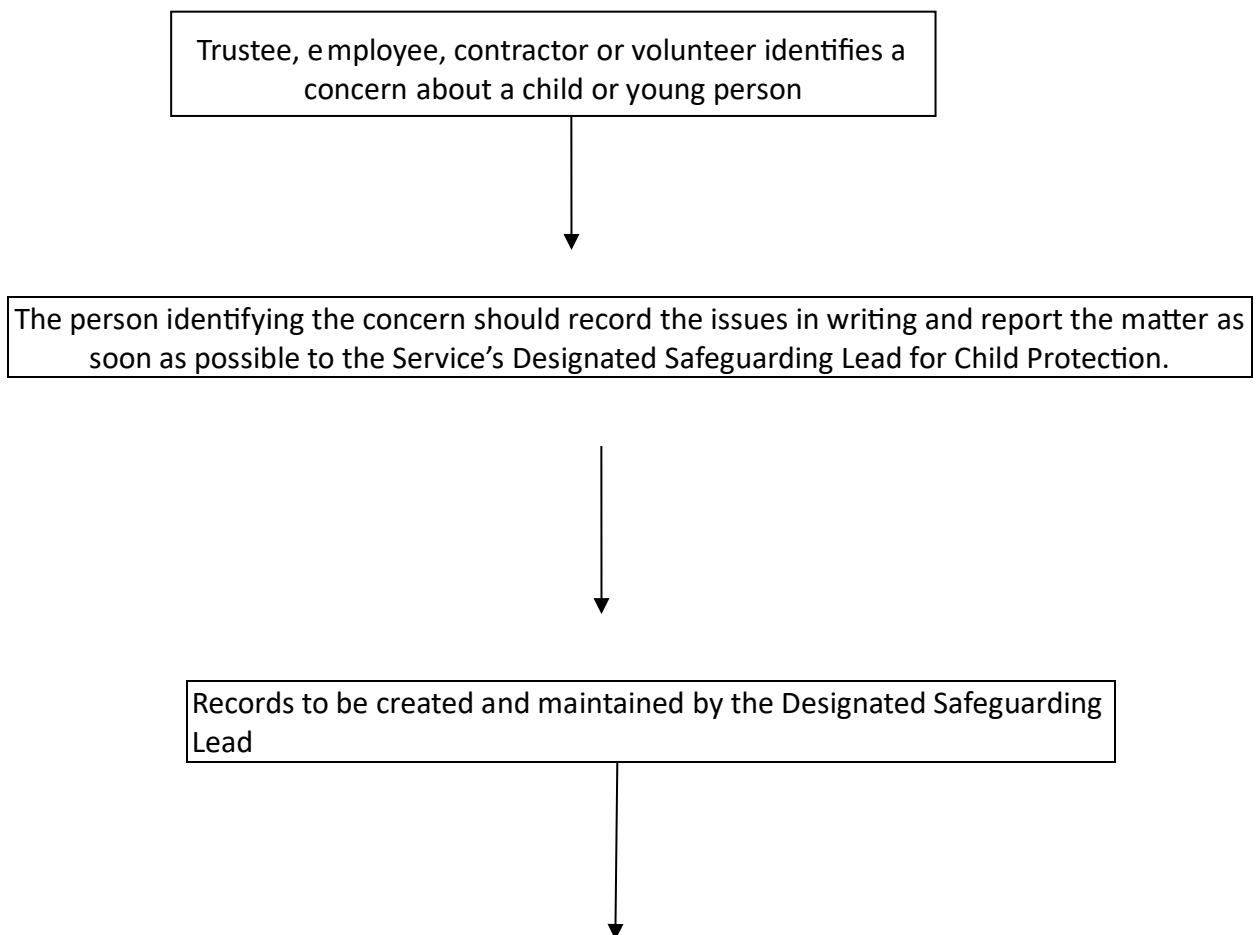 Trustee, employee, contractor or volunteer identifies a
concern about a child or young person
The person identifying the concern should record the issues in writing and report the matter as
soon as possible to the Service’s Designated Safeguarding Lead for Child Protection.
Records to be created and maintained by the Designated Safeguarding
Lead